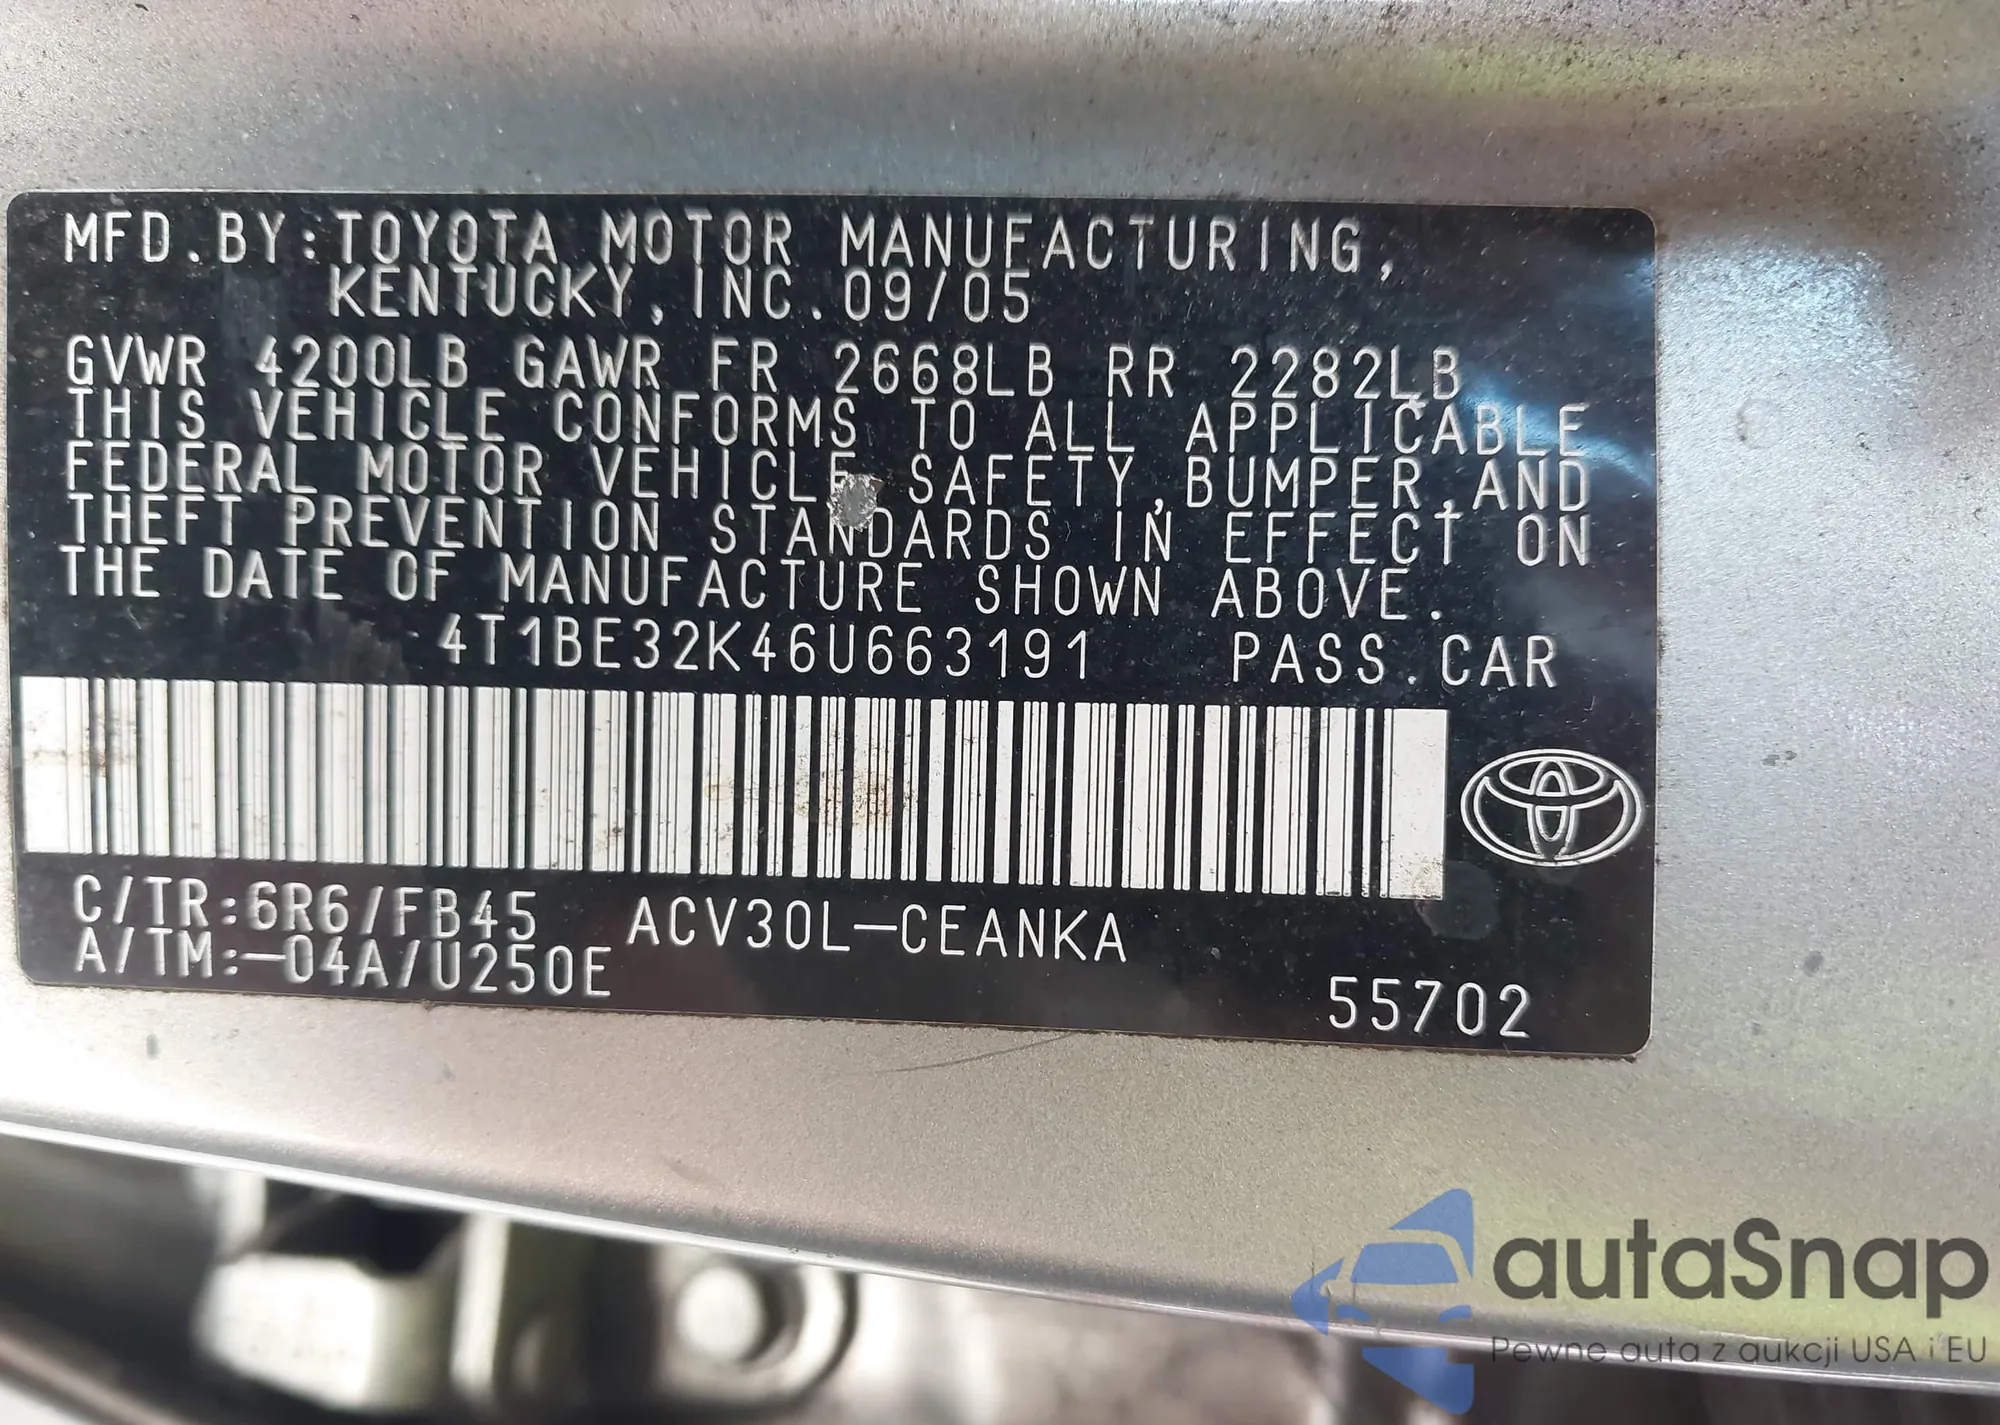 MFD.BY:TOYOTA MOTOR MANUFACTURING,
KENTUCKY,INC.09/05
GVWR 4200LB GAWR FR 2668LB RR 2282LB
THIS VEHICLE CONFORMS TO ALL APPLICABLE
FEDERAL MOTOR VEHICLE SAFETY,BUMPER,AND
THEFT PREVENTION STANDARDS IN EFFECT ON
THE DATE OF MANUFACTURE SHOWN ABOVE.
4T1BE32K46U663191 PASS.CAR
C/TR:6R6/FB45 ACV30L-CEANKA
A/TM:-04A/U250E
55702
autaSnap
Pewne auta z aukcji USA i EU